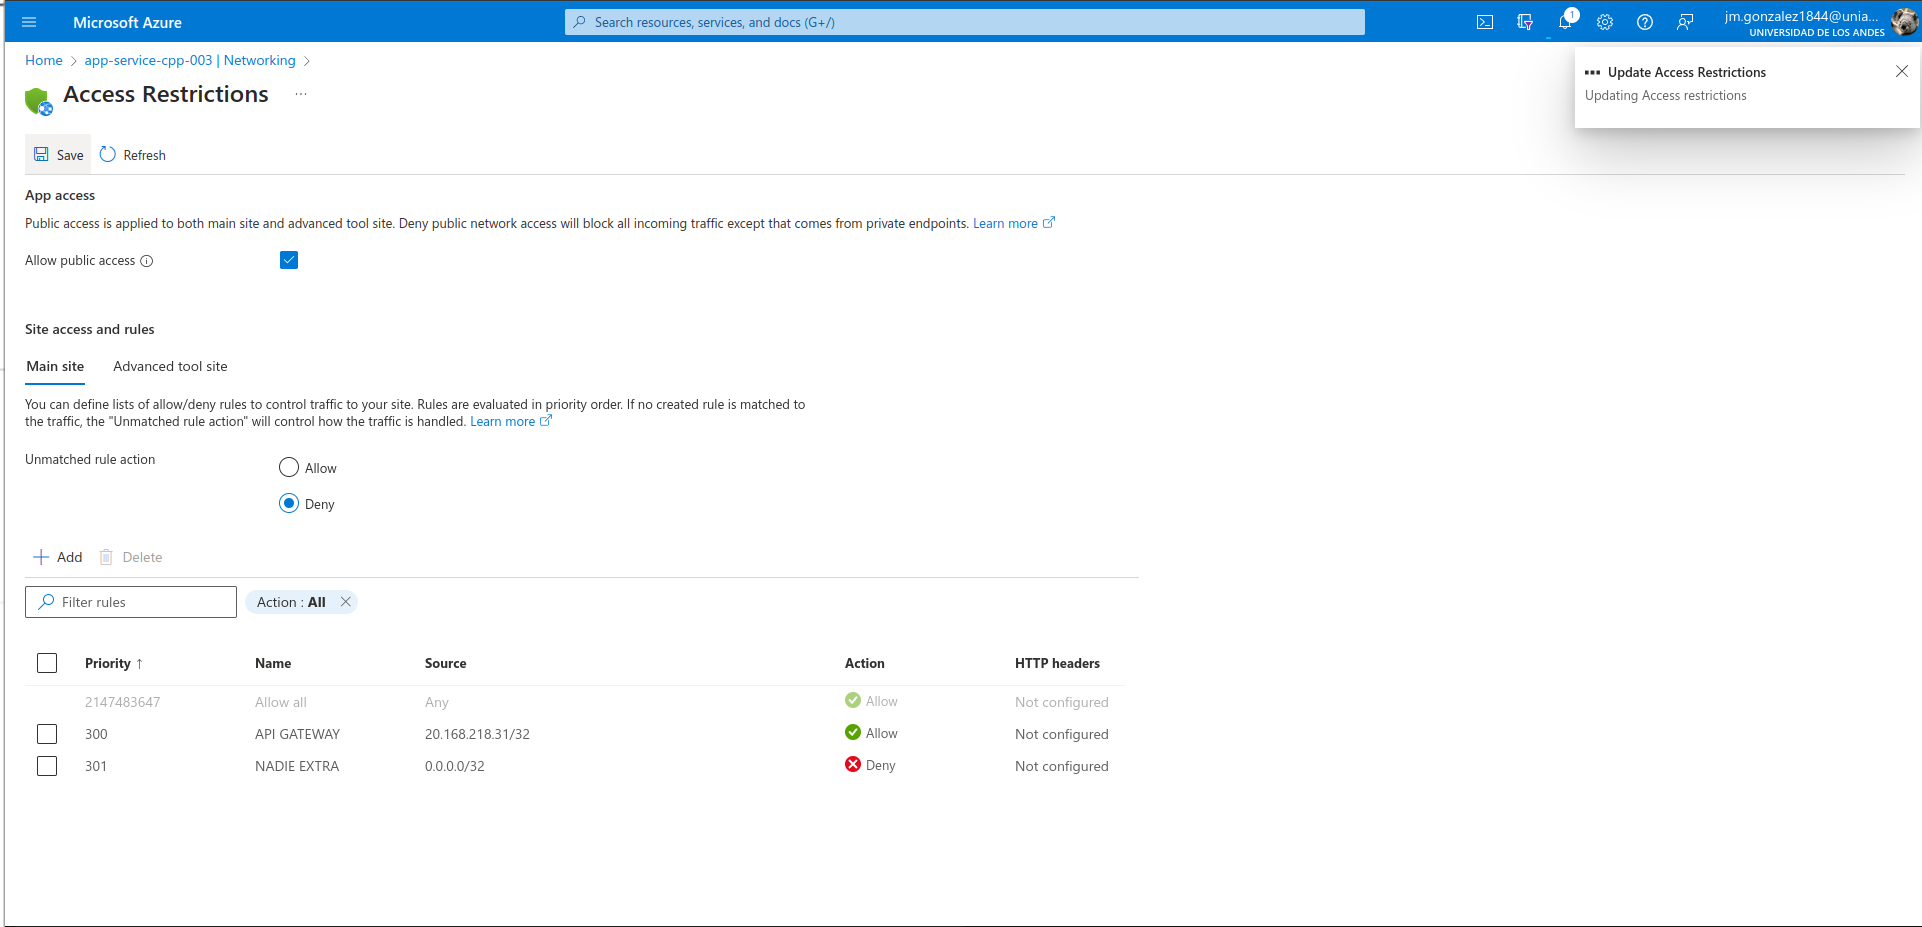 Microsoft Azure
Search resources, services, and docs (G+/)
1
jm.gonzalez1844@unia...
UNIVERSIDAD DE LOS ANDES
Home
app-service-cpp-003 | Networking
Update Access Restrictions
Updating Access restrictions
Access Restrictions
...
Save
Refresh
App access
Public access is applied to both main site and advanced tool site. Deny public network access will block all incoming traffic except that comes from private endpoints. Learn more
Allow public access
Site access and rules
Main site
Advanced tool site
You can define lists of allow/deny rules to control traffic to your site. Rules are evaluated in priority order. If no created rule is matched to
the traffic, the "Unmatched rule action" will control how the traffic is handled. Learn more
Unmatched rule action
Allow
Deny
Add
Delete
Filter rules
Action : All
Priority ↑ Name Source Action HTTP headers
2147483647 Allow all Any Allow Not configured
300 API GATEWAY 20.168.218.31/32 Allow Not configured
301 NADIE EXTRA 0.0.0.0/32 Deny Not configured